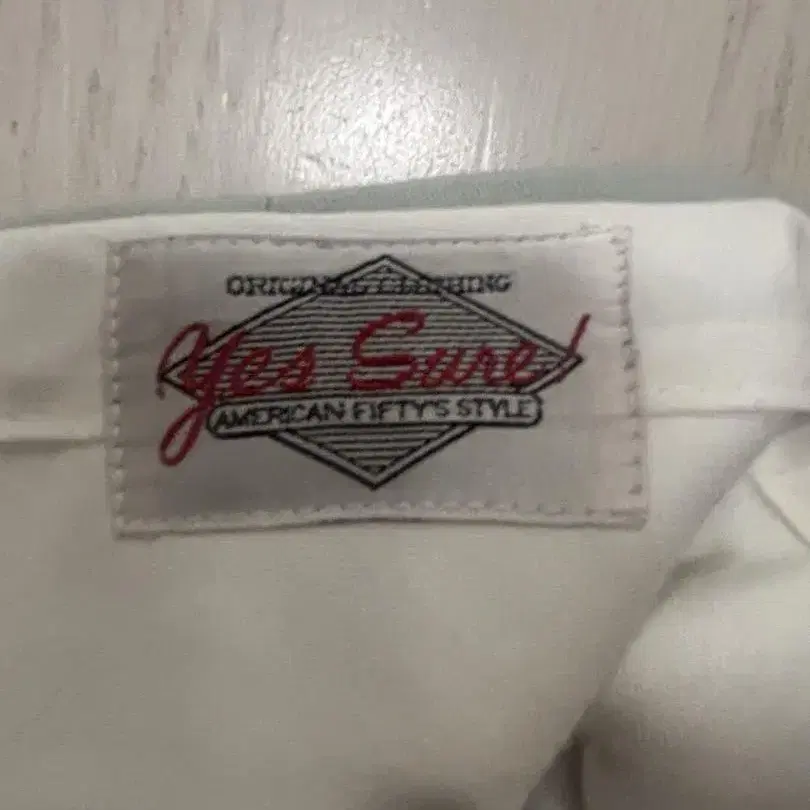 ORIGINAL CLOTHING
Yes Sure!
AMERICAN FIFTY'S STYLE